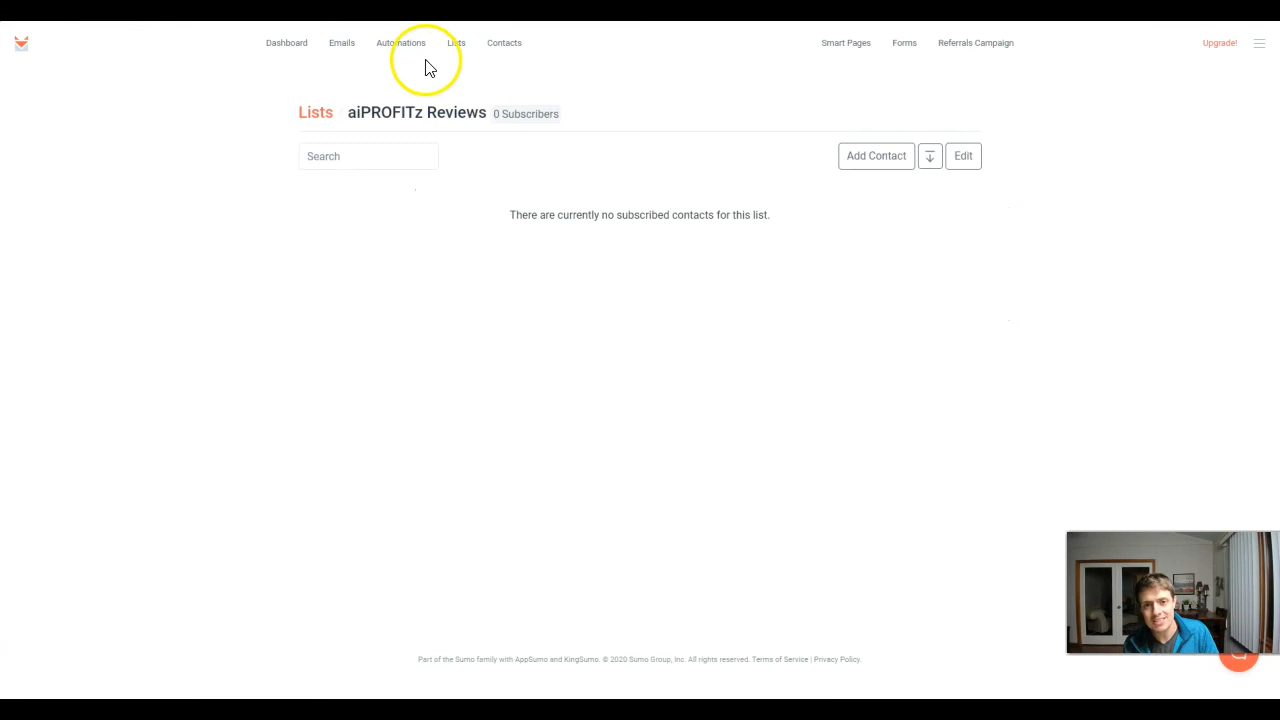 Dashboard Emails Automations Lists Contacts Smart Pages Forms Referrals Campaign Upgrade!
Lists / aiPROFITz Reviews 0 Subscribers
Search Add Contact Edit
There are currently no subscribed contacts for this list.
Part of the Sumo family with AppSumo and KingSumo. © 2020 Sumo Group, Inc. All rights reserved. Terms of Service | Privacy Policy.